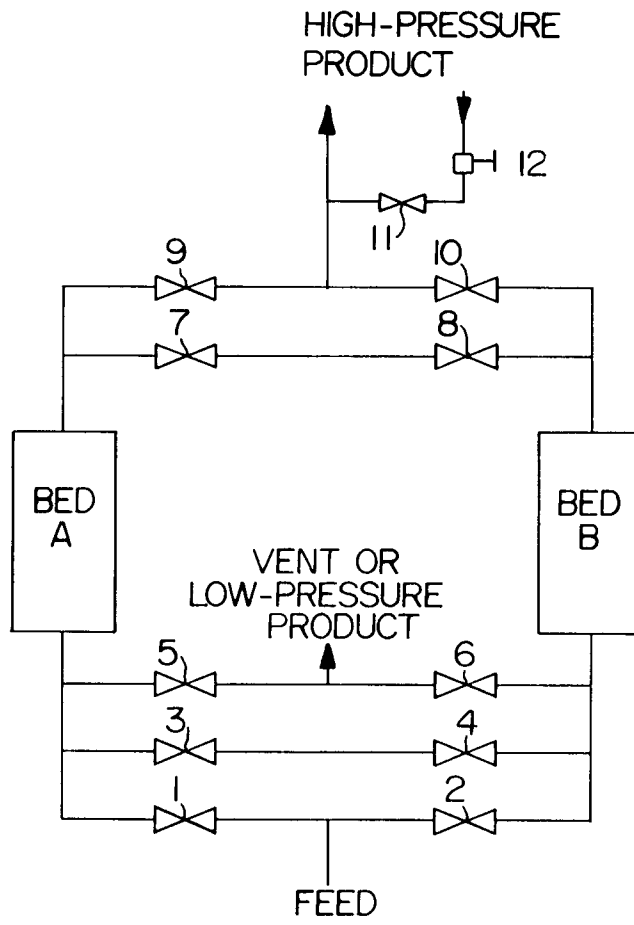 HIGH-PRESSURE
PRODUCT
12
11
9
10
7
8
BED
A
BED
B
VENT OR
LOW-PRESSURE
PRODUCT
5
6
3
4
1
2
FEED